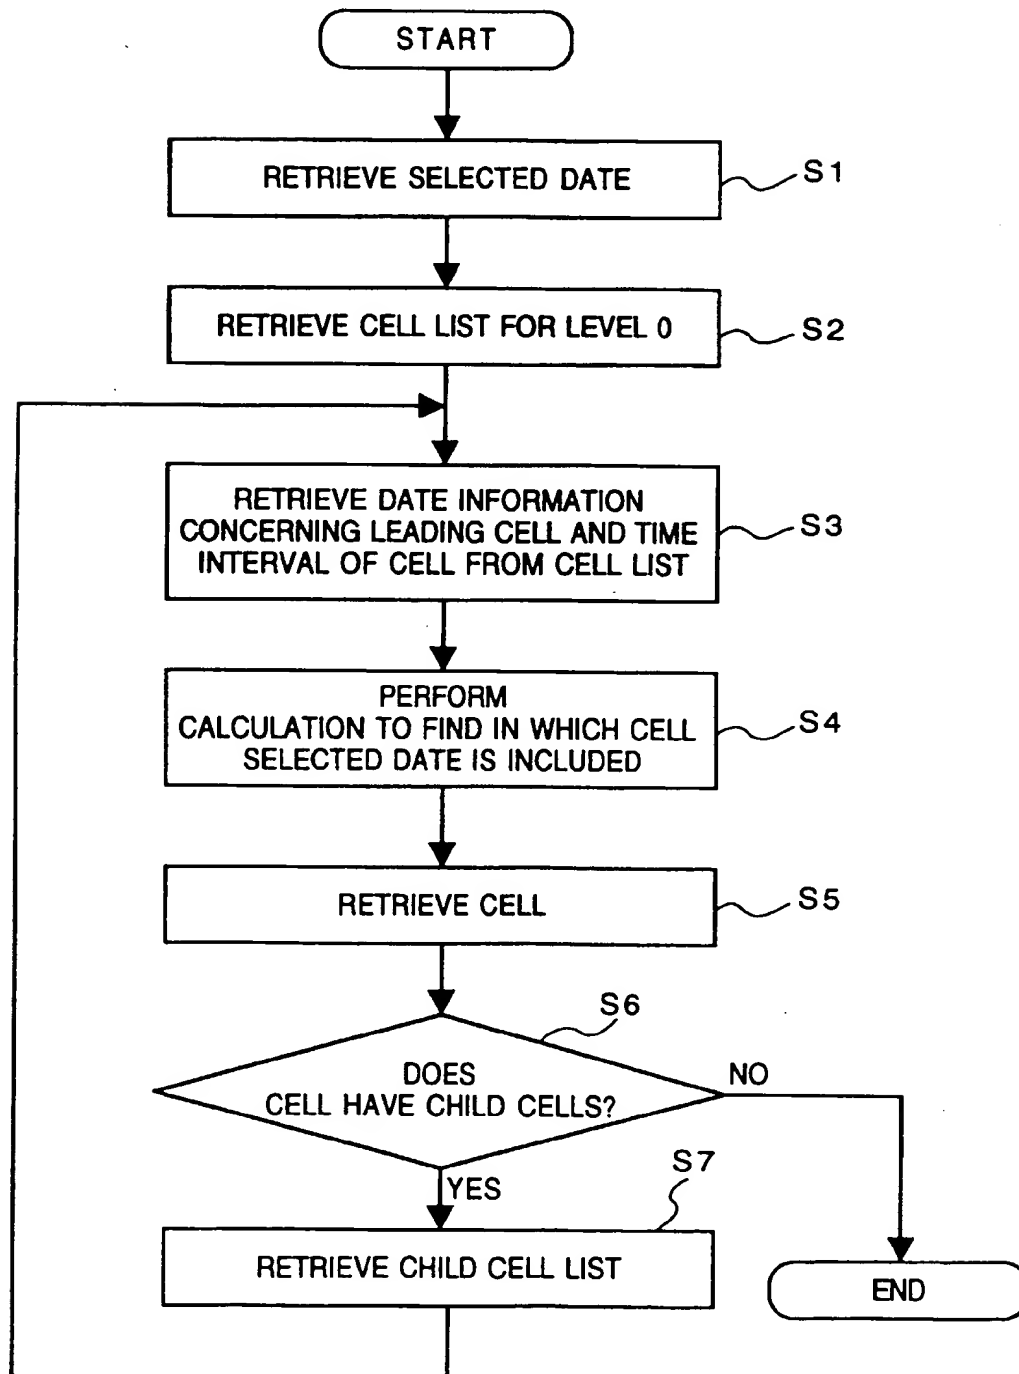 START
RETRIEVE SELECTED DATE
S1
RETRIEVE CELL LIST FOR LEVEL 0
S2
RETRIEVE DATE INFORMATION
CONCERNING LEADING CELL AND TIME
INTERVAL OF CELL FROM CELL LIST
S3
PERFORM
CALCULATION TO FIND IN WHICH CELL
SELECTED DATE IS INCLUDED
S4
RETRIEVE CELL
S5
S6
DOES
CELL HAVE CHILD CELLS?
NO
YES
S7
RETRIEVE CHILD CELL LIST
END